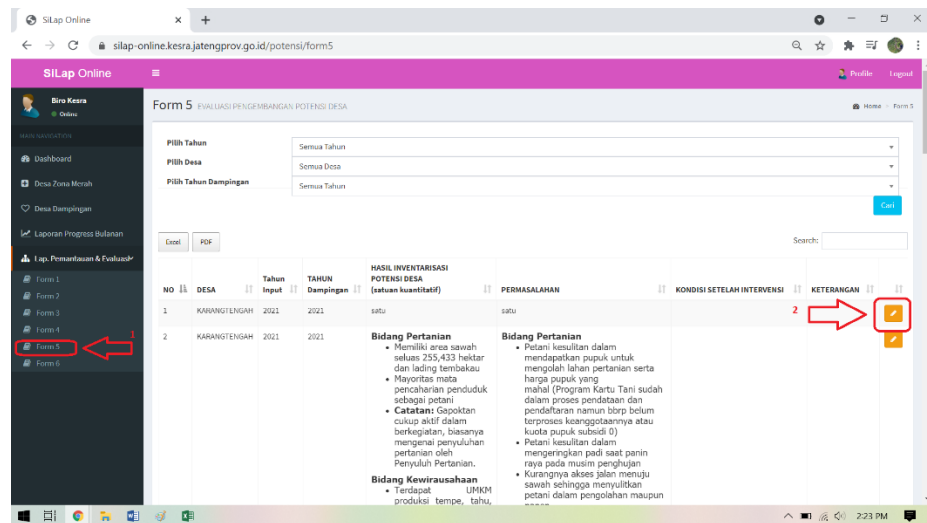 SiLap Online
silap-online.kesra.jatengprov.go.id/potensi/form5
SILap Online
Profile Logout
Biro Kesra
Online
Form 5 EVALUASI PENGEMBANGAN POTENSI DESA
Home Form 5
MAIN NAVIGATION
Dashboard
Desa Zona Merah
Desa Dampingan
Laporan Progress Bulanan
Lap. Pemantauan & Evaluasi
Form 1
Form 2
Form 3
Form 4
Form 5
Form 6
1
Pilih Tahun
Semua Tahun
Pilih Desa
Semua Desa
Pilih Tahun Dampingan
Semua Tahun
Cari
Excel PDF
Search:
NO DESA Tahun Input TAHUN Dampingan HASIL INVENTARISASI POTENSI DESA (satuan kuantitatif) PERMASALAHAN KONDISI SETELAH INTERVENSI KETERANGAN
1 KARANGTENGAH 2021 2021 satu satu
2
2 KARANGTENGAH 2021 2021
Bidang Pertanian
• Memiliki area sawah
seluas 255,433 hektar
dan ladang tembakau
• Mayoritas mata
pencaharian penduduk
sebagai petani
• Catatan: Gapoktan
cukup aktif dalam
berkegiatan, biasanya
mengenai penyuluhan
pertanian oleh
Penyuluh Pertanian.
Bidang Kewirausahaan
• Terdapat UMKM
produksi tempe, tahu,
Bidang Pertanian
• Petani kesulitan dalam
mendapatkan pupuk untuk
mengolah lahan pertanian serta
harga pupuk yang
mahal (Program Kartu Tani sudah
dalam proses pendataan dan
pendaftaran namun bbrp belum
terproses keanggotaannya atau
kuota pupuk subsidi 0)
• Petani kesulitan dalam
mengeringkan padi saat panin
raya pada musim penghujan
• Kurangnya akses jalan menuju
sawah sehingga menyulitkan
petani dalam pengolahan maupun
2:23 PM